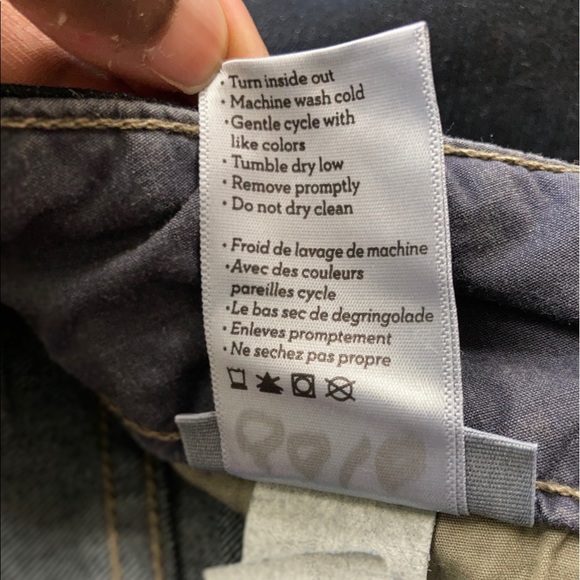 • Turn inside out
• Machine wash cold
• Gentle cycle with
like colors
• Tumble dry low
• Remove promptly
• Do not dry clean
• Froid de lavage de machine
• Avec des couleurs
pareilles cycle
• Le bas sec de degringolade
• Enleves promptement
• Ne sechez pas propre